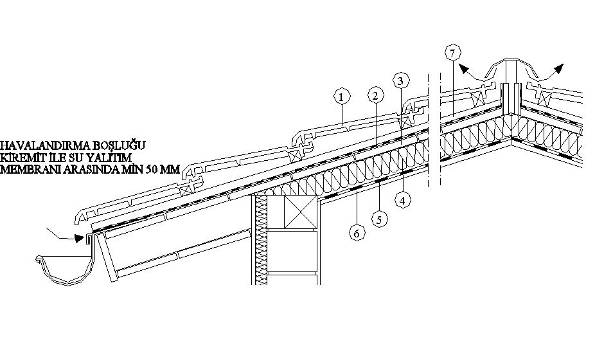 7
3
2
1
HAVALANDIRMA BOŞLUĞU
KİREMİT İLE SU YALITIM
MEMBRANI ARASINDA MİN 50 MM
4
5
6